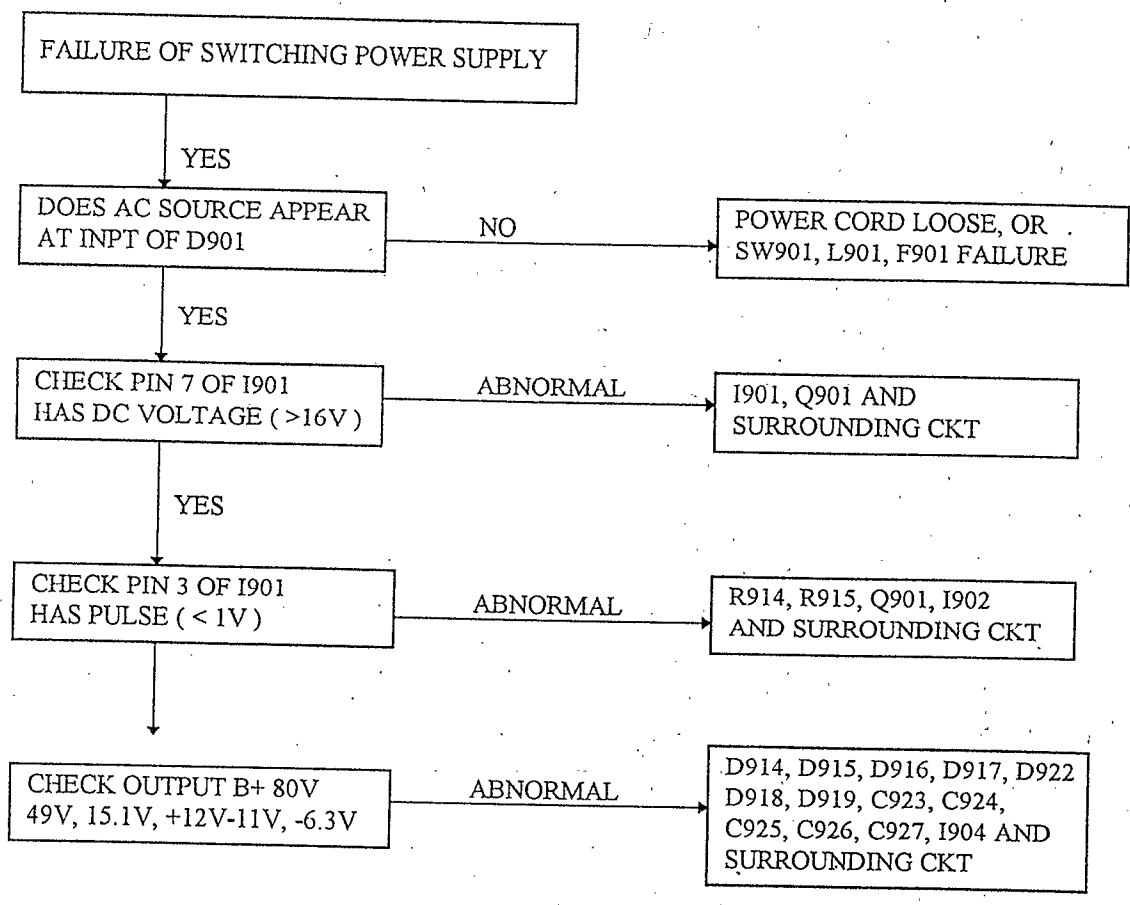 FAILURE OF SWITCHING POWER SUPPLY
YES
DOES AC SOURCE APPEAR
AT INPT OF D901
NO
POWER CORD LOOSE, OR
SW901, L901, F901 FAILURE
YES
CHECK PIN 7 OF I901
HAS DC VOLTAGE ( >16V )
ABNORMAL
I901, Q901 AND
SURROUNDING CKT
YES
CHECK PIN 3 OF I901
HAS PULSE ( < 1V )
ABNORMAL
R914, R915, Q901, I902
AND SURROUNDING CKT
CHECK OUTPUT B+ 80V
49V, 15.1V, +12V-11V, -6.3V
ABNORMAL
D914, D915, D916, D917, D922
D918, D919, C923, C924,
C925, C926, C927, I904 AND
SURROUNDING CKT